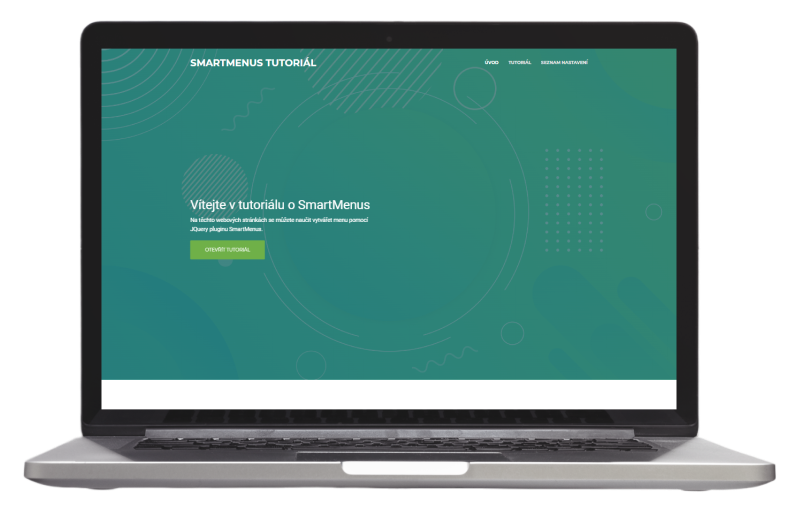 SMARTMENUS TUTORIÁL
ÚVOD TUTORIÁL SEZNAM NASTAVENÍ
Vítejte v tutoriálu o SmartMenus
Na těchto webových stránkách se můžete naučit vytvářet menu pomocí
JQuery pluginu SmartMenus.
OTEVŘÍT TUTORIÁL